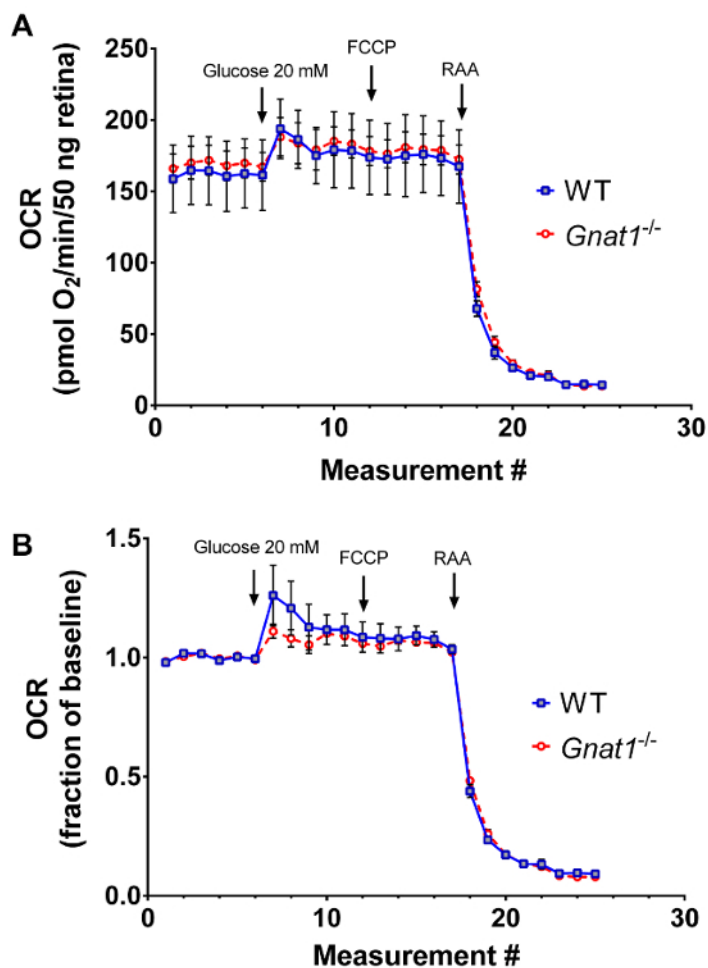 A
OCR
(pmol O₂/min/50 ng retina)
250
200
150
100
50
0
Glucose 20 mM
FCCP
RAA
WT
Gnat1⁻/⁻
0 10 20 30
Measurement #
B
OCR
(fraction of baseline)
1.5
1.0
0.5
0.0
Glucose 20 mM
FCCP
RAA
WT
Gnat1⁻/⁻
0 10 20 30
Measurement #